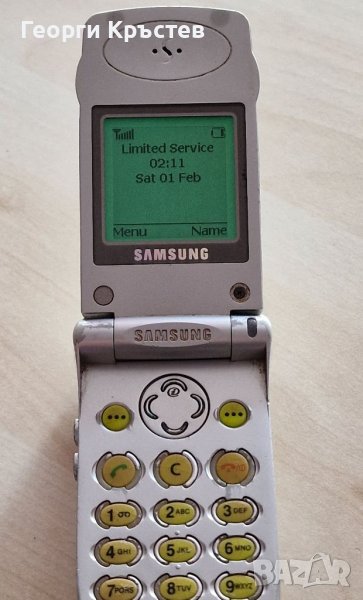 Георги Кръстев
Limited Service
02:11
Sat 01 Feb
Menu Name
SAMSUNG
SAMSUNG
C
1 2 ABC 3 DEF
4 GHI 5 JKL 6 MNO
7 PQRS 8 TUV 9 WXYZ
BAZAR